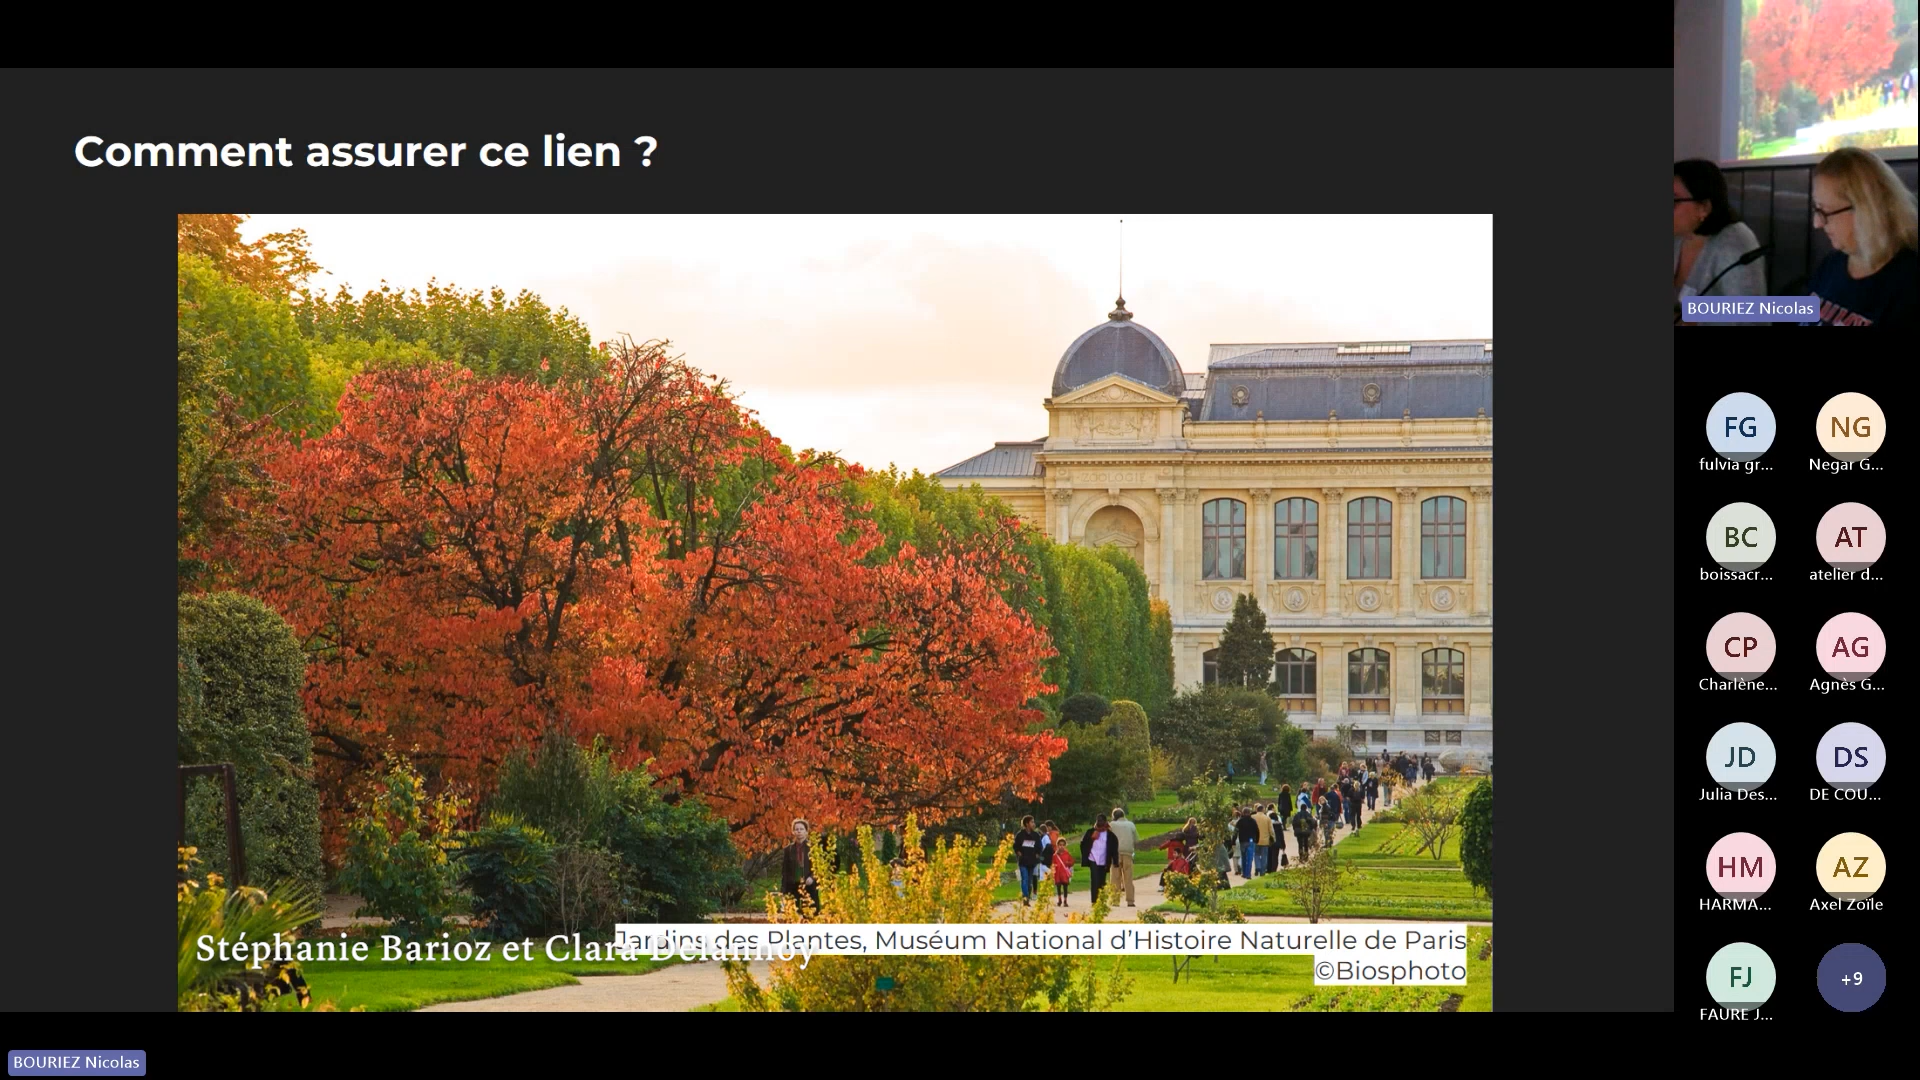 Comment assurer ce lien ?
ZOOLOGIE
Stéphanie Barioz et Clara Delannoy
Jardins des Plantes, Muséum National d’Histoire Naturelle de Paris
©Biosphoto
BOURIEZ Nicolas
FG
fulvia gr...
NG
Negar G...
BC
boissacr...
AT
atelier d...
CP
Charlène...
AG
Agnès G...
JD
Julia Des...
DS
DE COU...
HM
HARMA...
AZ
Axel Zoïle
FJ
FAURE J...
+9
BOURIEZ Nicolas